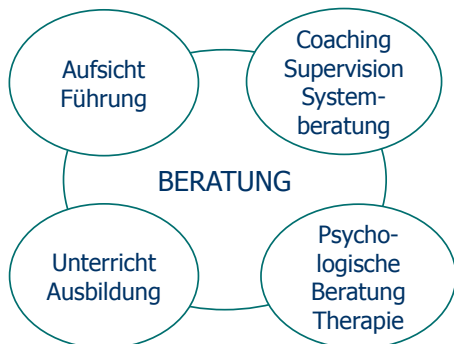 Aufsicht
Führung
Coaching
Supervision
System-
beratung
BERATUNG
Unterricht
Ausbildung
Psycho-
logische
Beratung
Therapie